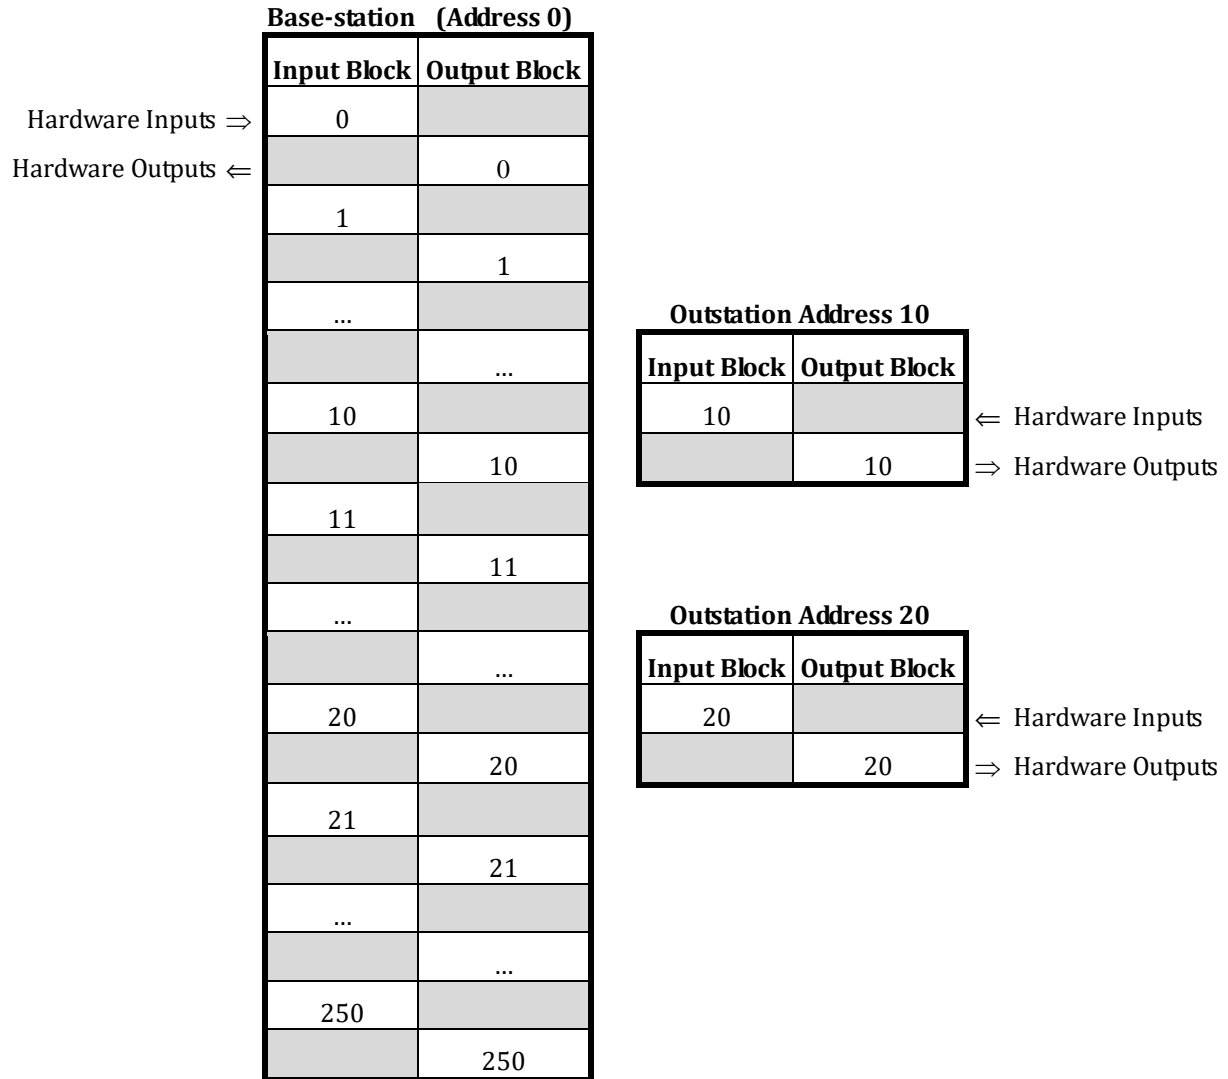 Base-station (Address 0)
Input Block Output Block
Hardware Inputs ⇒ 0
Hardware Outputs ⇐ 0
1
1
...
...
10
10
11
11
...
...
20
20
21
21
...
...
250
250
Outstation Address 10
Input Block Output Block
10 ⇐ Hardware Inputs
10 ⇒ Hardware Outputs
Outstation Address 20
Input Block Output Block
20 ⇐ Hardware Inputs
20 ⇒ Hardware Outputs